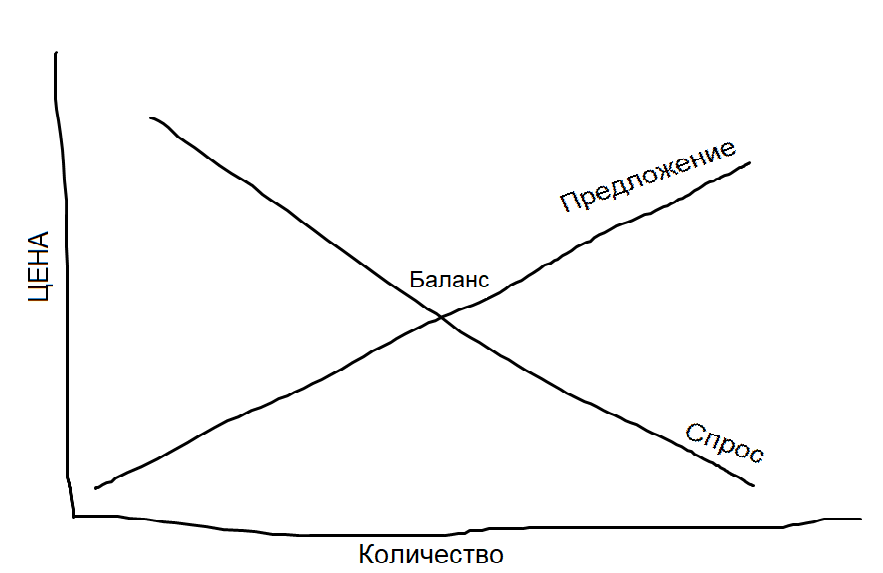 ЦЕНА
Предложение
Баланс
Спрос
Количество